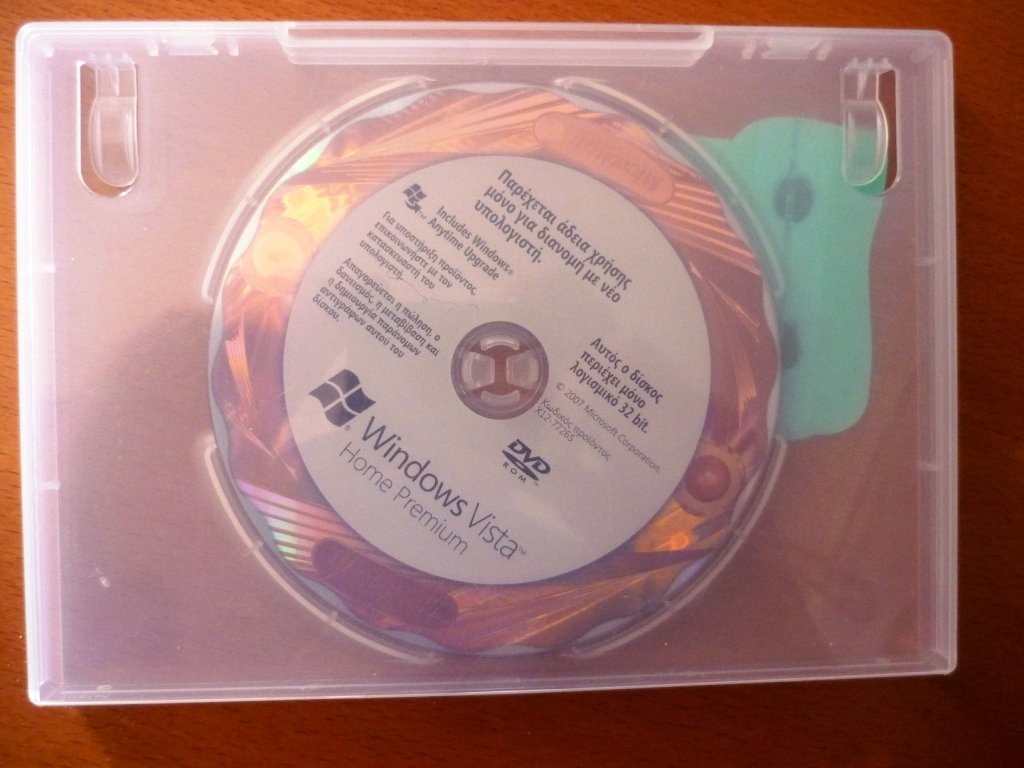 Παρέχεται άδεια χρήσης
μόνο για διανομή με νέο
υπολογιστή.
Includes Windows®
Anytime Upgrade
Για υποστήριξη προϊόντος,
επικοινωνήστε με τον
κατασκευαστή του
υπολογιστή.
Απαγορεύεται η πώληση, ο
δανεισμός, η μεταβίβαση και
η δημιουργία παράνομων
αντιγράφων αυτού του
δίσκου.
Αυτός ο δίσκος
περιέχει μόνο
λογισμικό 32 bit.
© 2007 Microsoft Corporation.
Κωδικός προϊόντος
X12-77265
DVD
ROM
Windows Vista™
Home Premium